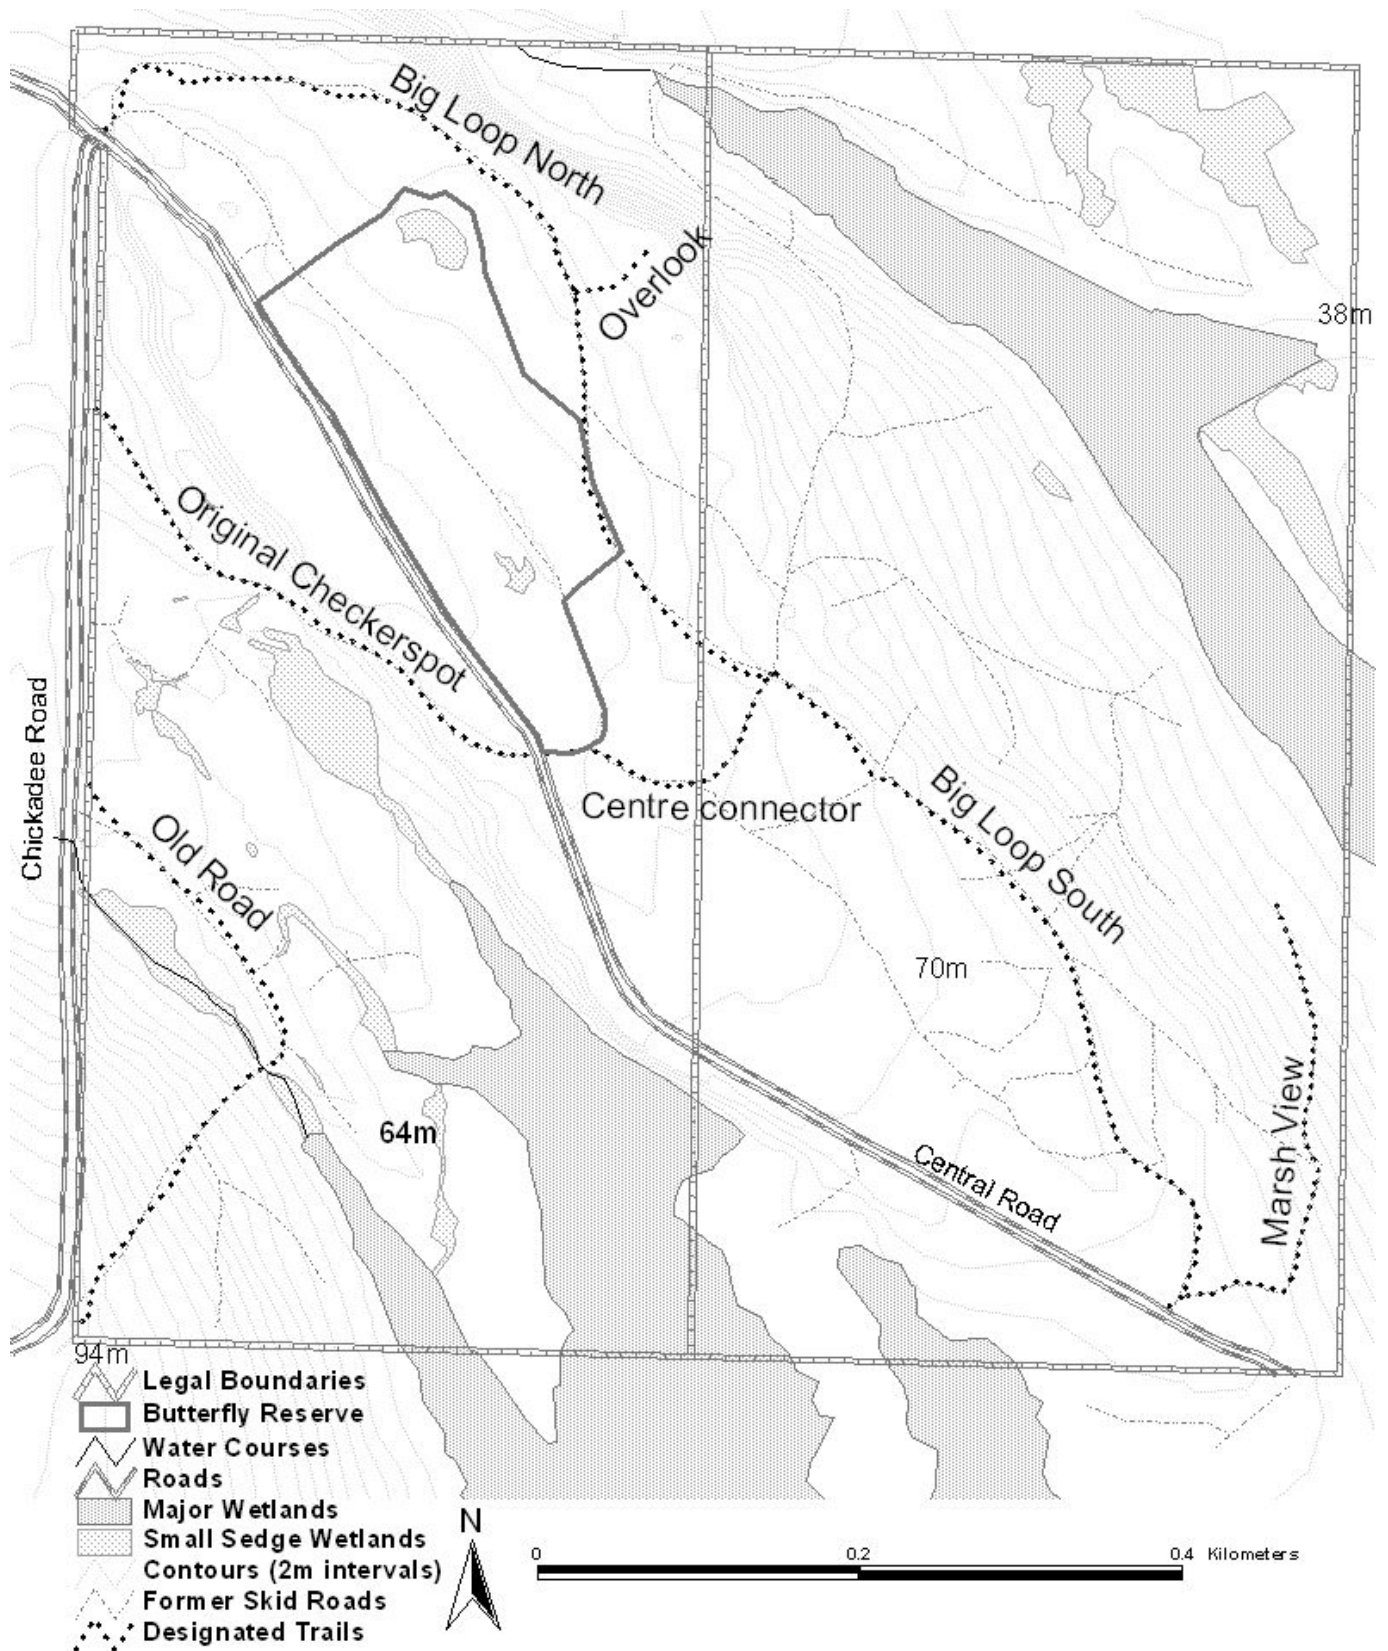 Big Loop North
Overlook
38m
Original Checkerspot
Chickadee Road
Centre connector
Old Road
Big Loop South
70m
64m
Marsh View
Central Road
94m
Legal Boundaries
Butterfly Reserve
Water Courses
Roads
Major Wetlands
Small Sedge Wetlands
Contours (2m intervals)
Former Skid Roads
Designated Trails
N
0 0.2 0.4 Kilometers